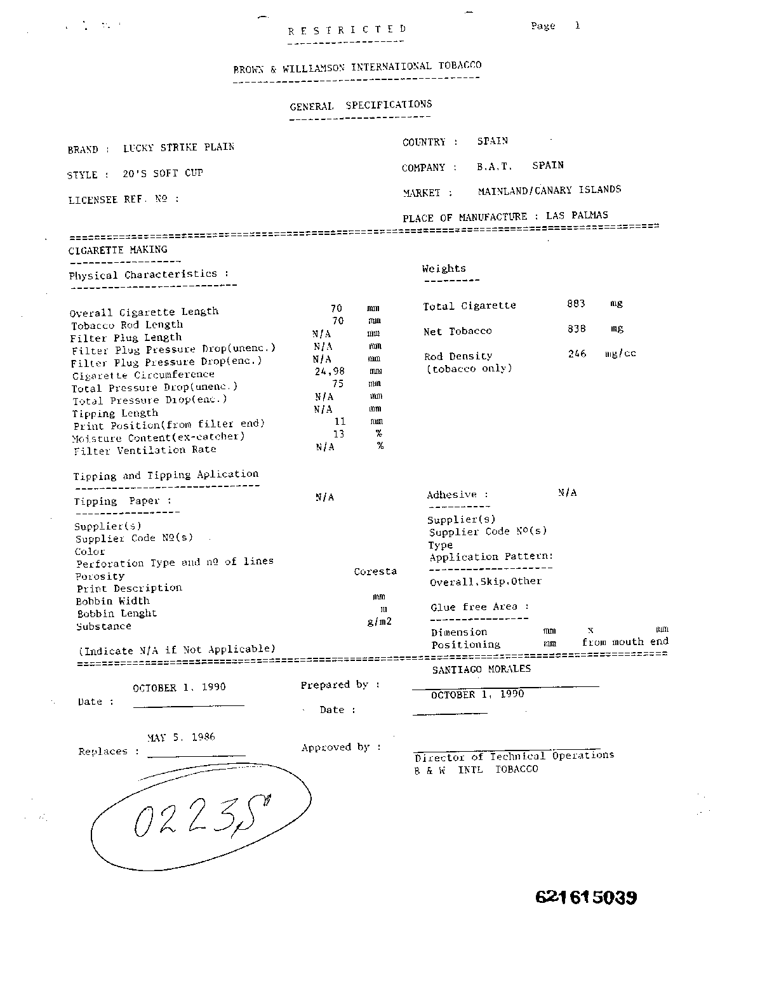 RESTRICTED Page 1
BROWN & WILLIAMSON INTERNATIONAL TOBACCO
GENERAL SPECIFICATIONS
BRAND : LUCKY STRIKE PLAIN COUNTRY : SPAIN
STYLE : 20'S SOFT CUP COMPANY : B.A.T. SPAIN
LICENSEE REF. Nº : MARKET : MAINLAND/CANARY ISLANDS
PLACE OF MANUFACTURE : LAS PALMAS
CIGARETTE MAKING
Physical Characteristics : Weights
Overall Cigarette Length 70 mm Total Cigarette 883 mg
Tobacco Rod Length 70 mm
Filter Plug Length N/A mm Net Tobacco 838 mg
Filter Plug Pressure Drop(unenc.) N/A mm
Filter Plug Pressure Drop(enc.) N/A mm Rod Density 246 mg/cc
Cigarette Circumference 24,98 mm (tobacco only)
Total Pressure Drop(unenc.) 75 mm
Total Pressure Drop(enc.) N/A mm
Tipping Length N/A mm
Print Position(from filter end) 11 mm
Moisture Content(ex-catcher) 13 %
Filter Ventilation Rate N/A %
Tipping and Tipping Aplication
Tipping Paper : N/A Adhesive : N/A
Supplier(s) Supplier(s)
Supplier Code Nº(s) Supplier Code Nº(s)
Color Type
Perforation Type and nº of lines Application Pattern:
Porosity Coresta
Print Description Overall,Skip,Other
Bobbin Width mm
Bobbin Lenght m Glue free Area :
Substance g/m2
Dimension mm x mm
(Indicate N/A if Not Applicable) Positioning mm from mouth end
SANTIAGO MORALES
OCTOBER 1, 1990 Prepared by :
Date : OCTOBER 1, 1990
Date :
MAY 5. 1986
Replaces : Approved by :
Director of Technical Operations
B & W INTL TOBACCO
02235
621615039